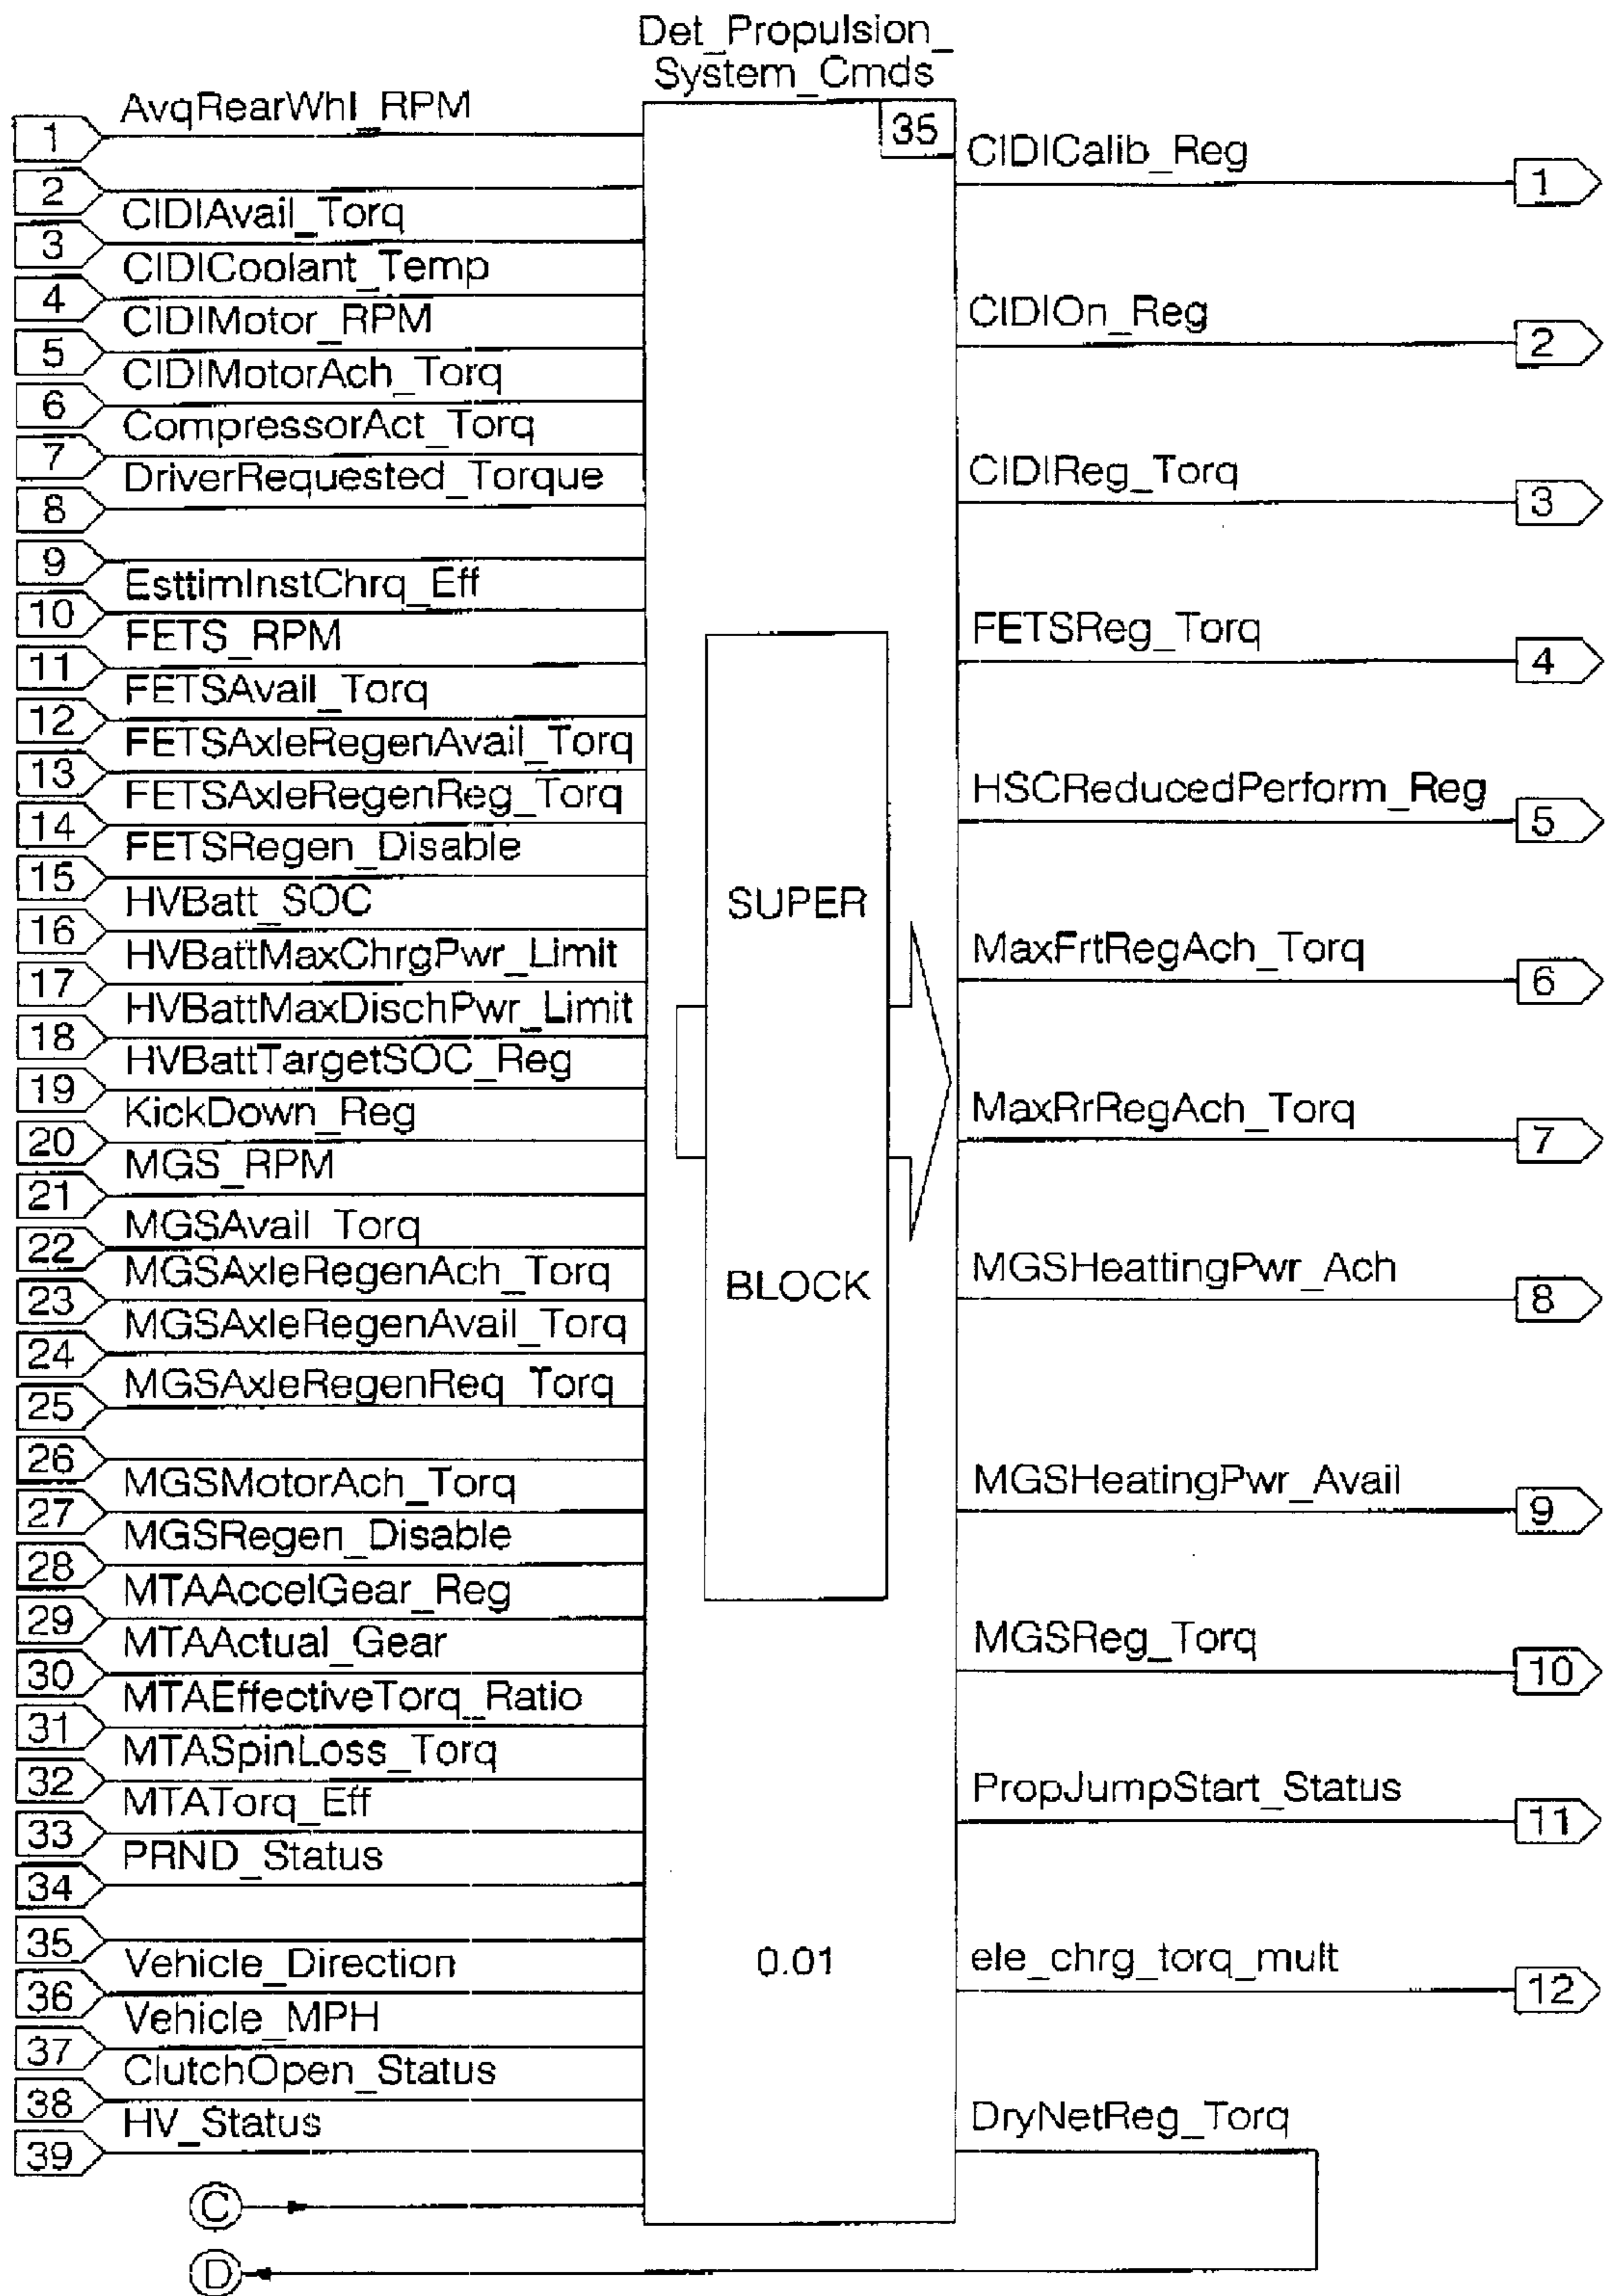 Det_Propulsion_
System_Cmds
35
1 AvqRearWhl_RPM
2
3 CIDIAvail_Torq
4 CIDICoolant_Temp
5 CIDIMotor_RPM
6 CIDIMotorAch_Torq
7 CompressorAct_Torq
8 DriverRequested_Torque
9
10 EsttimInstChrq_Eff
11 FETS_RPM
12 FETSAvail_Torq
13 FETSAxleRegenAvail_Torq
14 FETSAxleRegenReg_Torq
15 FETSRegen_Disable
16 HVBatt_SOC
17 HVBattMaxChrgPwr_Limit
18 HVBattMaxDischPwr_Limit
19 HVBattTargetSOC_Reg
20 KickDown_Reg
21 MGS_RPM
22 MGSAvail_Torq
23 MGSAxleRegenAch_Torq
24 MGSAxleRegenAvail_Torq
25 MGSAxleRegenReq_Torq
26
27 MGSMotorAch_Torq
28 MGSRegen_Disable
29 MTAAccelGear_Reg
30 MTAActual_Gear
31 MTAEffectiveTorq_Ratio
32 MTASpinLoss_Torq
33 MTATorq_Eff
34 PRND_Status
35
36 Vehicle_Direction
37 Vehicle_MPH
38 ClutchOpen_Status
39 HV_Status
C
D
SUPER
BLOCK
0.01
CIDICalib_Reg 1
CIDIOn_Reg 2
CIDIReg_Torq 3
FETSReg_Torq 4
HSCReducedPerform_Reg 5
MaxFrtRegAch_Torq 6
MaxRrRegAch_Torq 7
MGSHeattingPwr_Ach 8
MGSHeatingPwr_Avail 9
MGSReg_Torq 10
PropJumpStart_Status 11
ele_chrg_torq_mult 12
DryNetReg_Torq